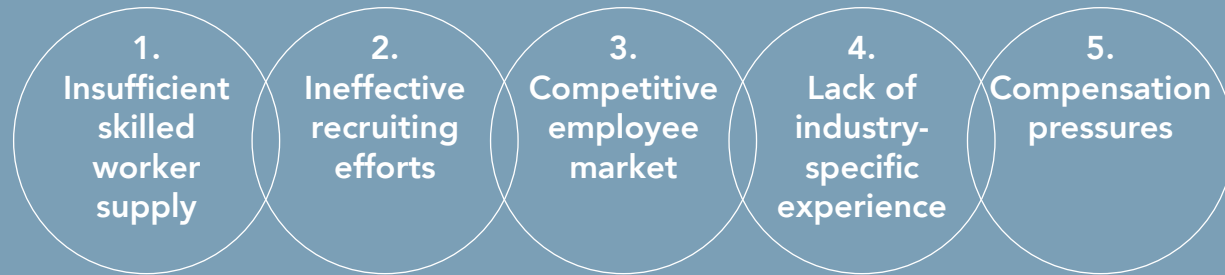 1.
Insufficient
skilled
worker
supply
2.
Ineffective
recruiting
efforts
3.
Competitive
employee
market
4.
Lack of
industry-
specific
experience
5.
Compensation
pressures